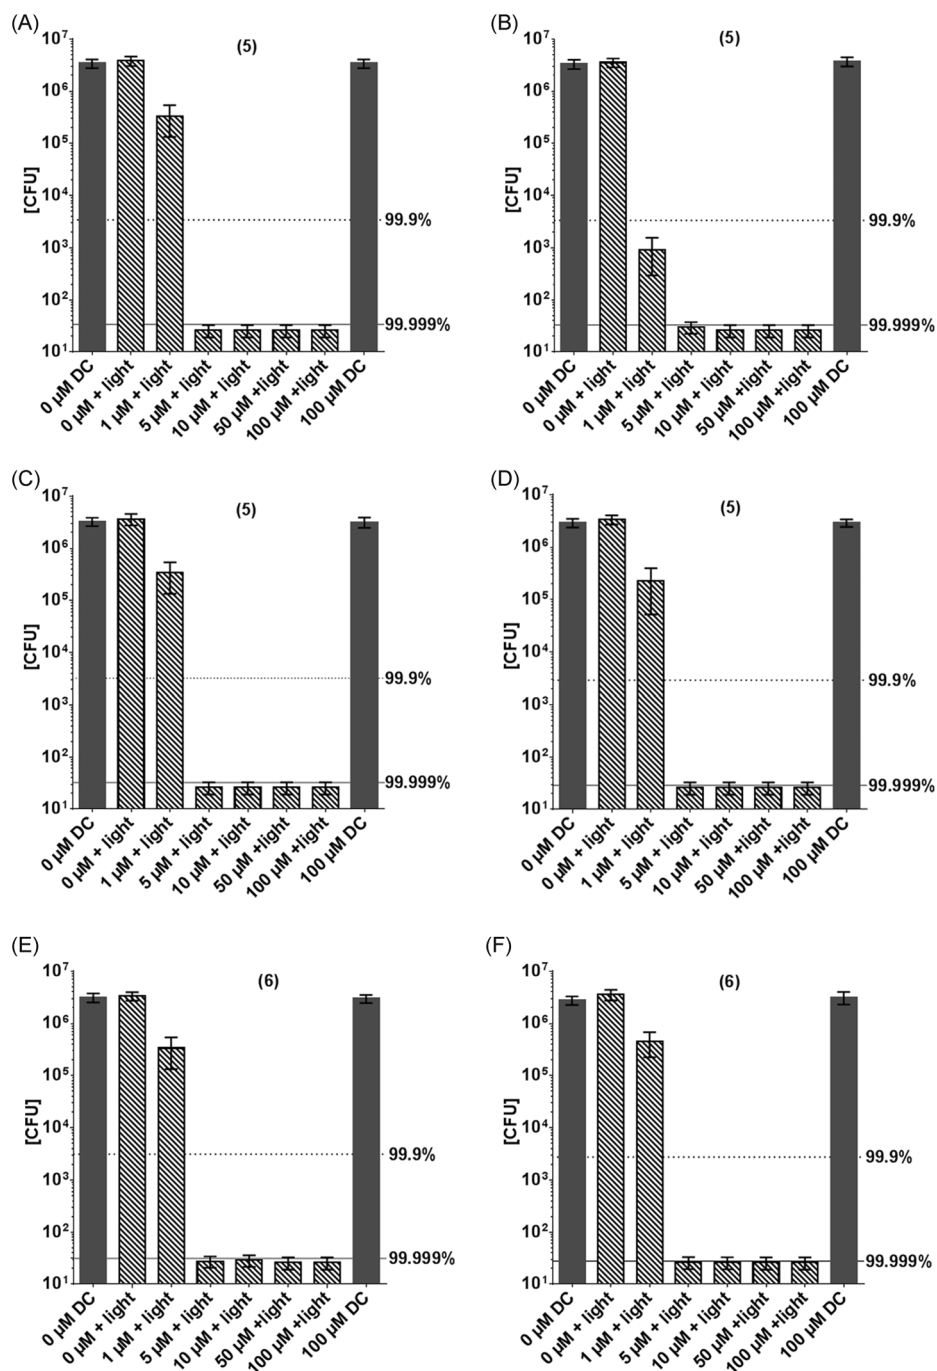 (A)
(5)
[CFU]
10⁷
10⁶
10⁵
10⁴
10³
10²
10¹
99.9%
99.999%
0 µM DC
0 µM + light
1 µM + light
5 µM + light
10 µM + light
50 µM +light
100 µM +light
100 µM DC
(B)
(5)
[CFU]
10⁷
10⁶
10⁵
10⁴
10³
10²
10¹
99.9%
99.999%
0 µM DC
0 µM + light
1 µM + light
5 µM + light
10 µM + light
50 µM +light
100 µM +light
100 µM DC
(C)
(5)
[CFU]
10⁷
10⁶
10⁵
10⁴
10³
10²
10¹
99.9%
99.999%
0 µM DC
0 µM + light
1 µM + light
5 µM + light
10 µM + light
50 µM +light
100 µM +light
100 µM DC
(D)
(5)
[CFU]
10⁷
10⁶
10⁵
10⁴
10³
10²
10¹
99.9%
99.999%
0 µM DC
0 µM + light
1 µM + light
5 µM + light
10 µM + light
50 µM +light
100 µM +light
100 µM DC
(E)
(6)
[CFU]
10⁷
10⁶
10⁵
10⁴
10³
10²
10¹
99.9%
99.999%
0 µM DC
0 µM + light
1 µM + light
5 µM + light
10 µM + light
50 µM +light
100 µM +light
100 µM DC
(F)
(6)
[CFU]
10⁷
10⁶
10⁵
10⁴
10³
10²
10¹
99.9%
99.999%
0 µM DC
0 µM + light
1 µM + light
5 µM + light
10 µM + light
50 µM +light
100 µM +light
100 µM DC